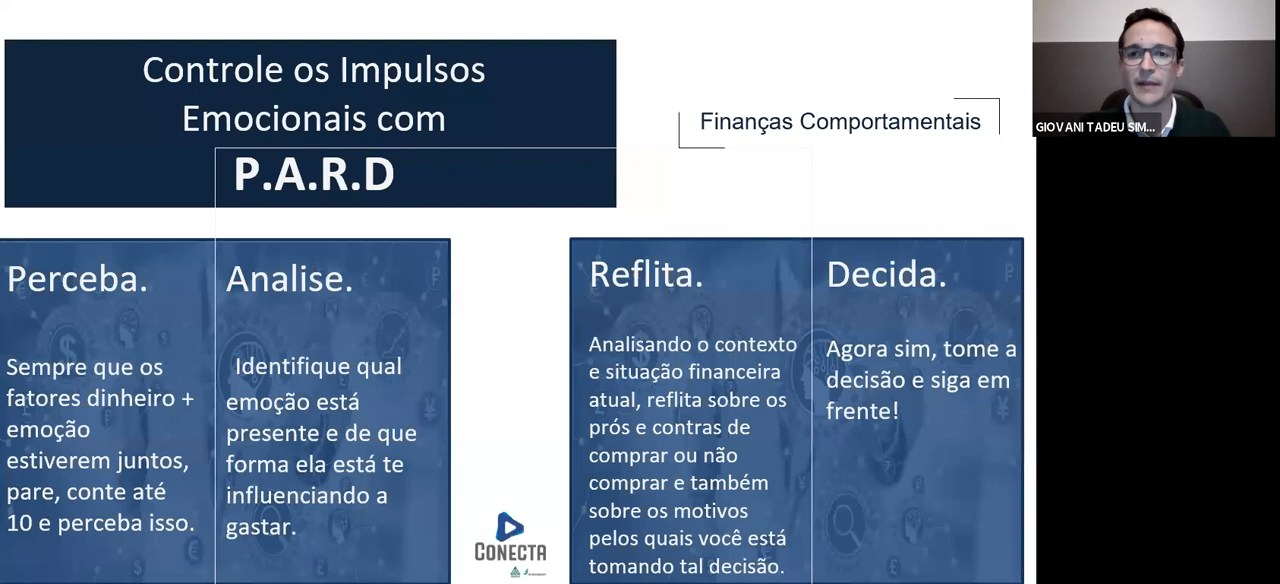 Controle os Impulsos
Emocionais com
P.A.R.D
Finanças Comportamentais
GIOVANI TADEU SIM...
Perceba.
Sempre que os
fatores dinheiro +
emoção
estiverem juntos,
pare, conte até
10 e perceba isso.
Analise.
Identifique qual
emoção está
presente e de que
forma ela está te
influenciando a
gastar.
Reflita.
Analisando o contexto
e situação financeira
atual, reflita sobre os
prós e contras de
comprar ou não
comprar e também
sobre os motivos
pelos quais você está
tomando tal decisão.
Decida.
Agora sim, tome a
decisão e siga em
frente!
CONECTA